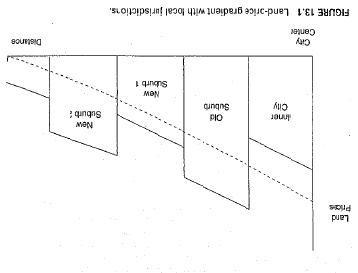 Land
Prices
Inner
City
Old
Suburb
New
Suburb 1
New
Suburb 2
City
Center
Distance
FIGURE 13.1 Land-price gradient with local jurisdictions.